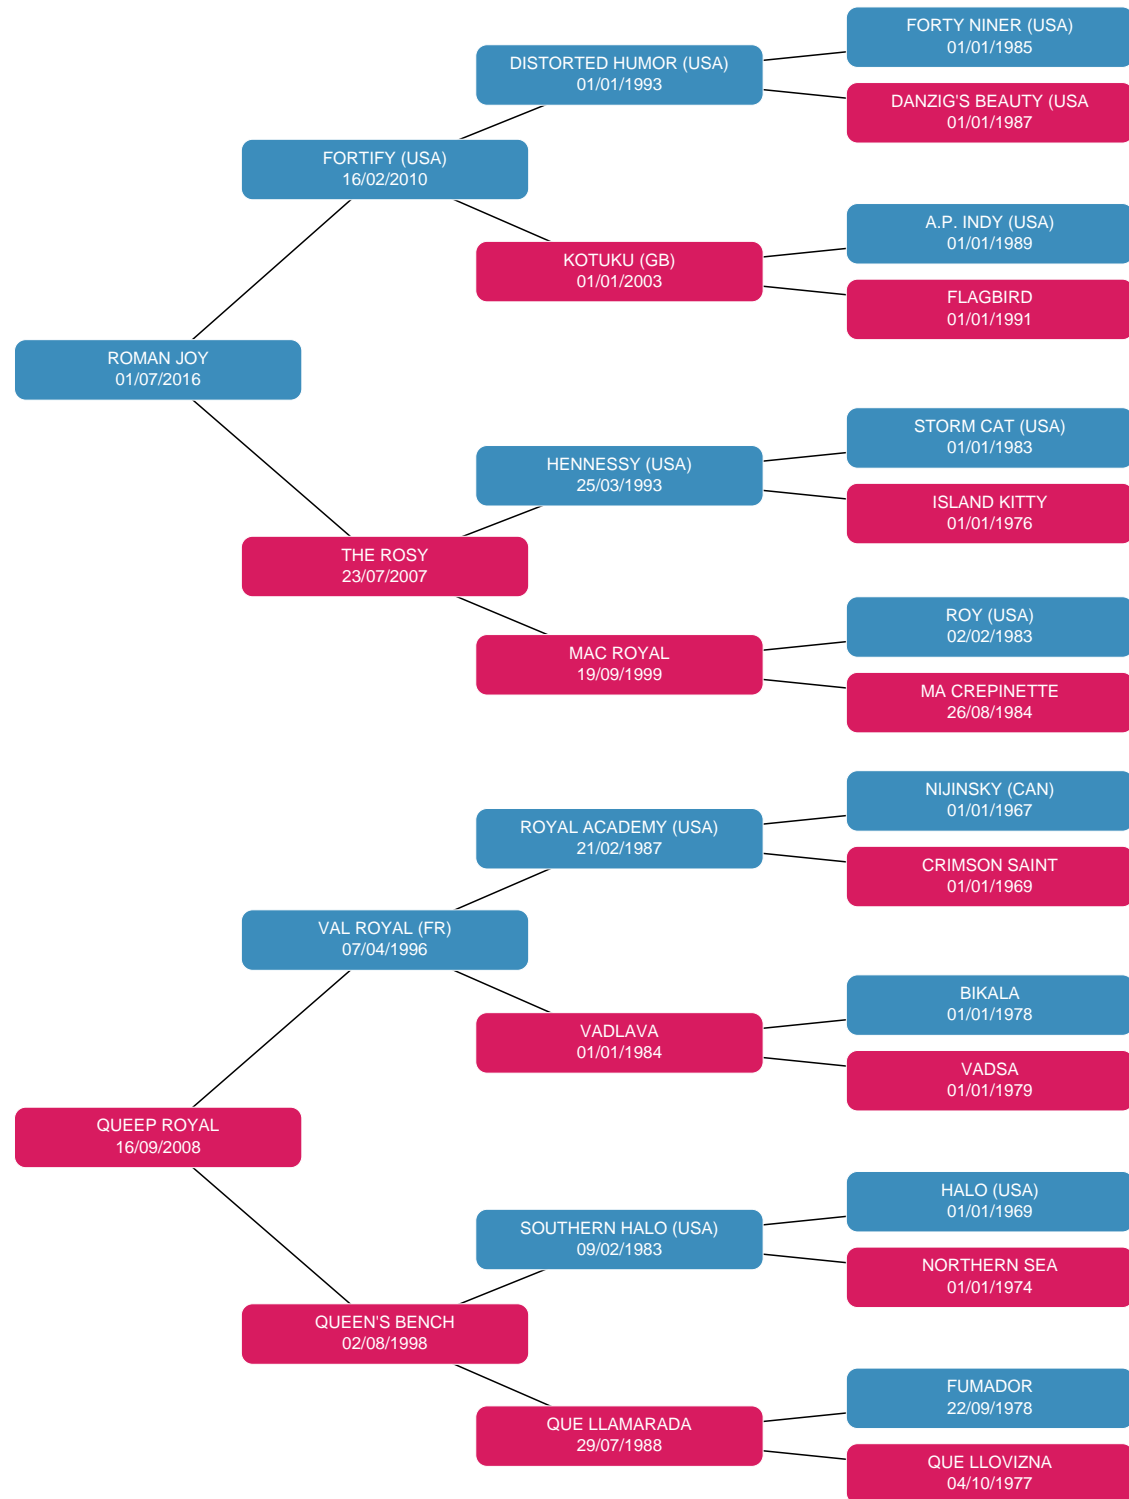 FORTY NINER (USA)
01/01/1985
DISTORTED HUMOR (USA)
01/01/1993
DANZIG'S BEAUTY (USA
01/01/1987
FORTIFY (USA)
16/02/2010
A.P. INDY (USA)
01/01/1989
KOTUKU (GB)
01/01/2003
FLAGBIRD
01/01/1991
ROMAN JOY
01/07/2016
STORM CAT (USA)
01/01/1983
HENNESSY (USA)
25/03/1993
ISLAND KITTY
01/01/1976
THE ROSY
23/07/2007
ROY (USA)
02/02/1983
MAC ROYAL
19/09/1999
MA CREPINETTE
26/08/1984
NIJINSKY (CAN)
01/01/1967
ROYAL ACADEMY (USA)
21/02/1987
CRIMSON SAINT
01/01/1969
VAL ROYAL (FR)
07/04/1996
BIKALA
01/01/1978
VADLAVA
01/01/1984
VADSA
01/01/1979
QUEEP ROYAL
16/09/2008
HALO (USA)
01/01/1969
SOUTHERN HALO (USA)
09/02/1983
NORTHERN SEA
01/01/1974
QUEEN'S BENCH
02/08/1998
FUMADOR
22/09/1978
QUE LLAMARADA
29/07/1988
QUE LLOVIZNA
04/10/1977